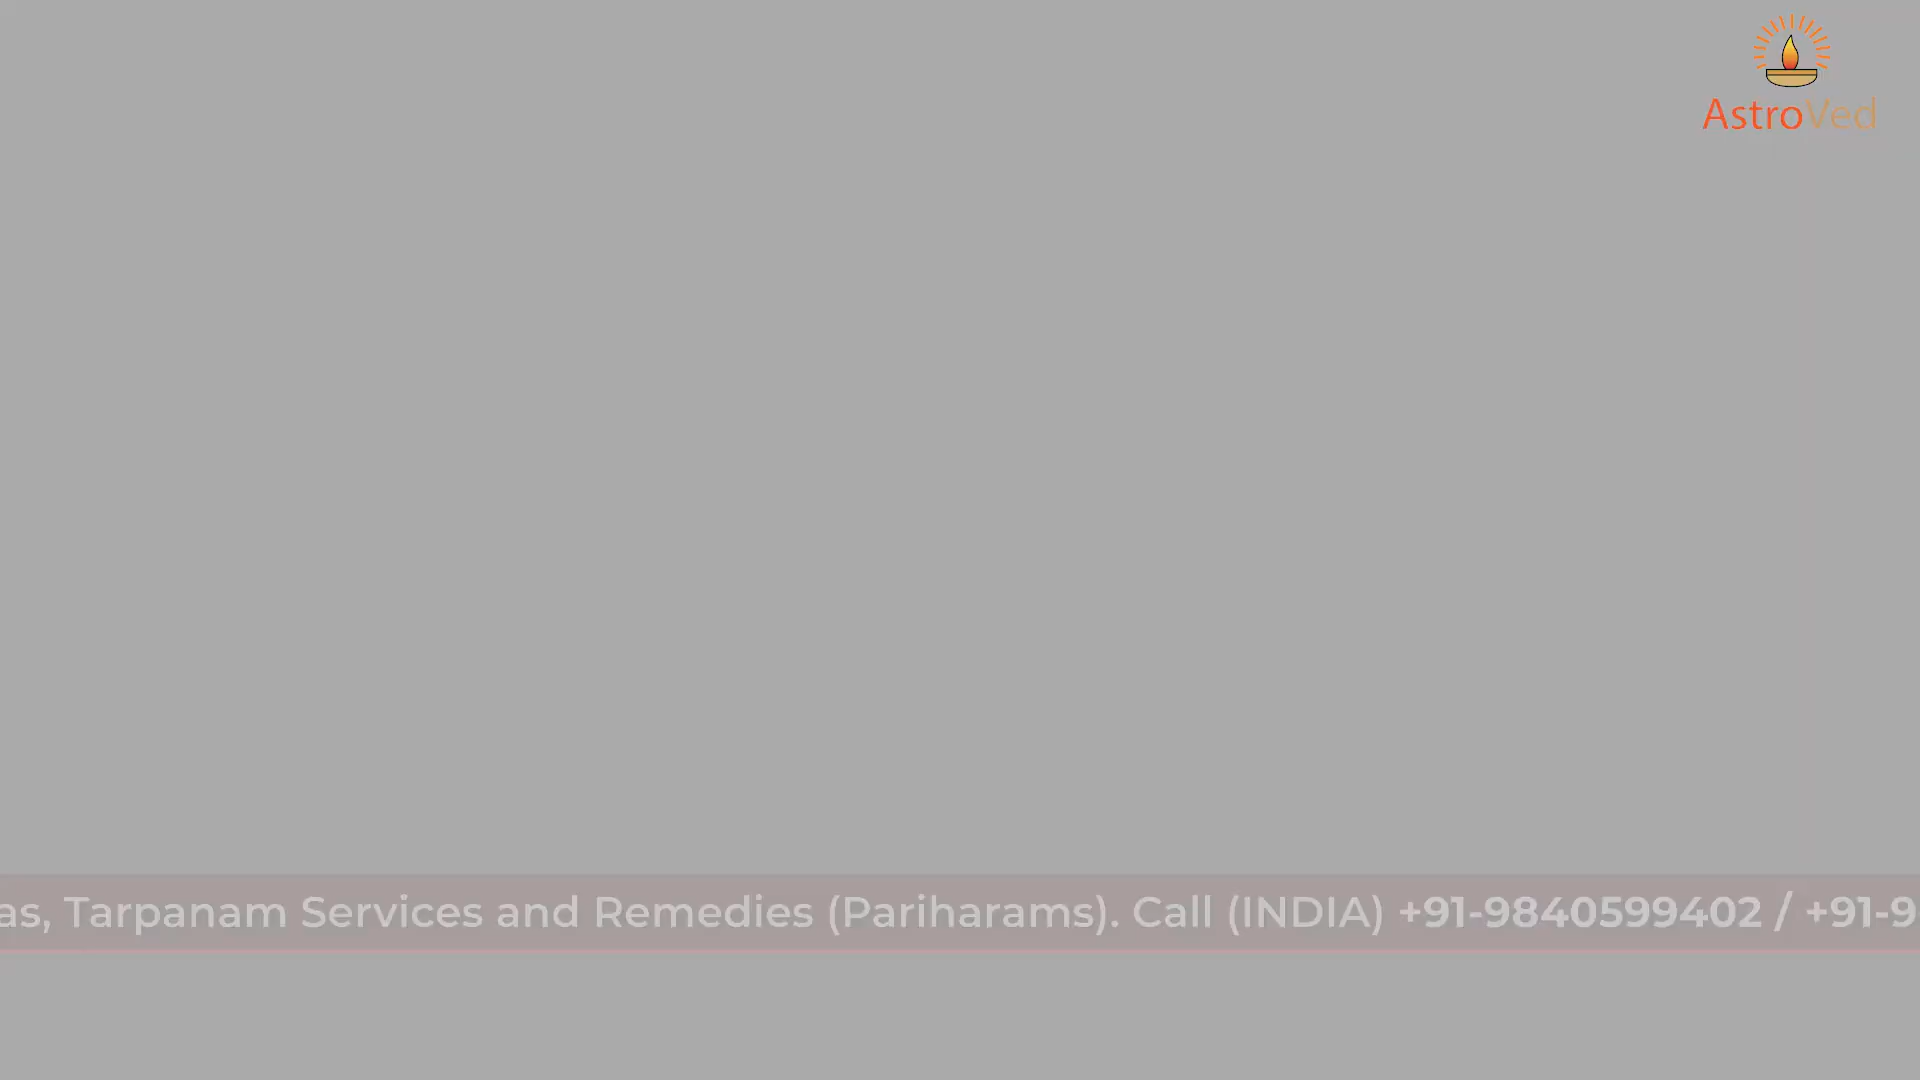 AstroVed
as, Tarpanam Services and Remedies (Pariharams). Call (INDIA) +91-9840599402 / +91-9